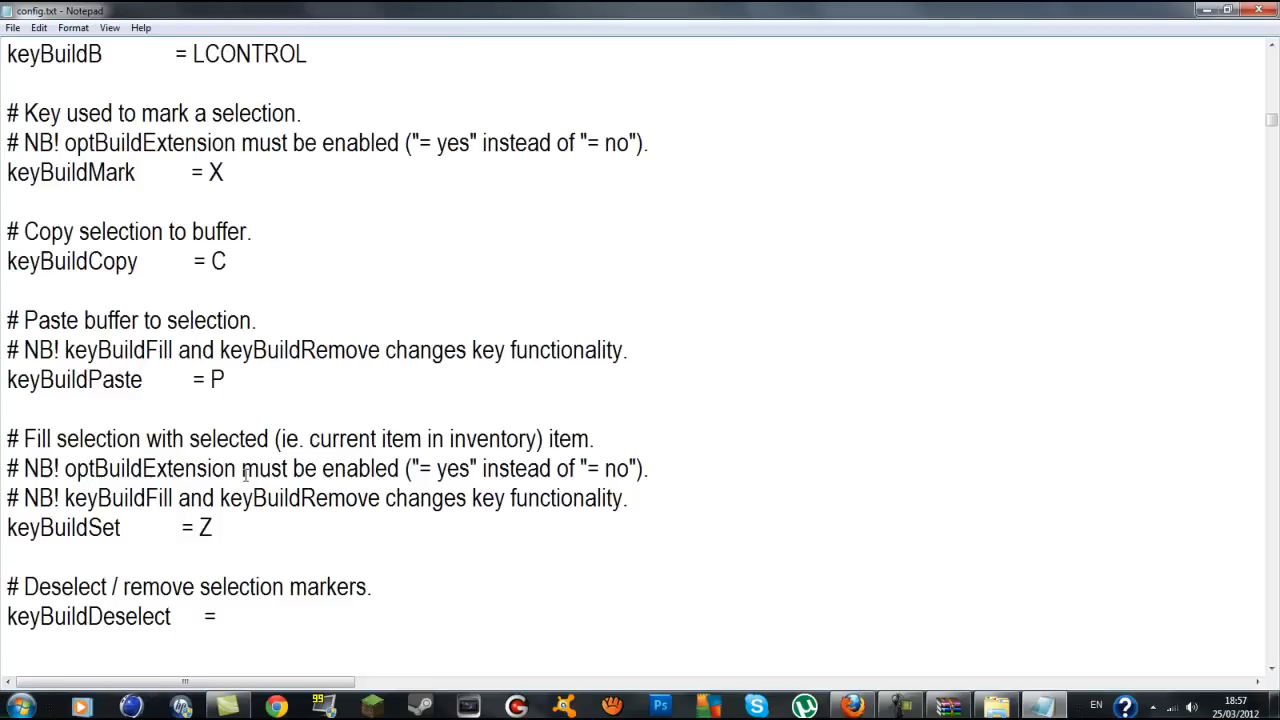 config.txt - Notepad
File Edit Format View Help
keyBuildB = LCONTROL
# Key used to mark a selection.
# NB! optBuildExtension must be enabled ("= yes" instead of "= no").
keyBuildMark = X
# Copy selection to buffer.
keyBuildCopy = C
# Paste buffer to selection.
# NB! keyBuildFill and keyBuildRemove changes key functionality.
keyBuildPaste = P
# Fill selection with selected (ie. current item in inventory) item.
# NB! optBuildExtension must be enabled ("= yes" instead of "= no").
# NB! keyBuildFill and keyBuildRemove changes key functionality.
keyBuildSet = Z
# Deselect / remove selection markers.
keyBuildDeselect =
99
Ps
EN
18:57
25/03/2012